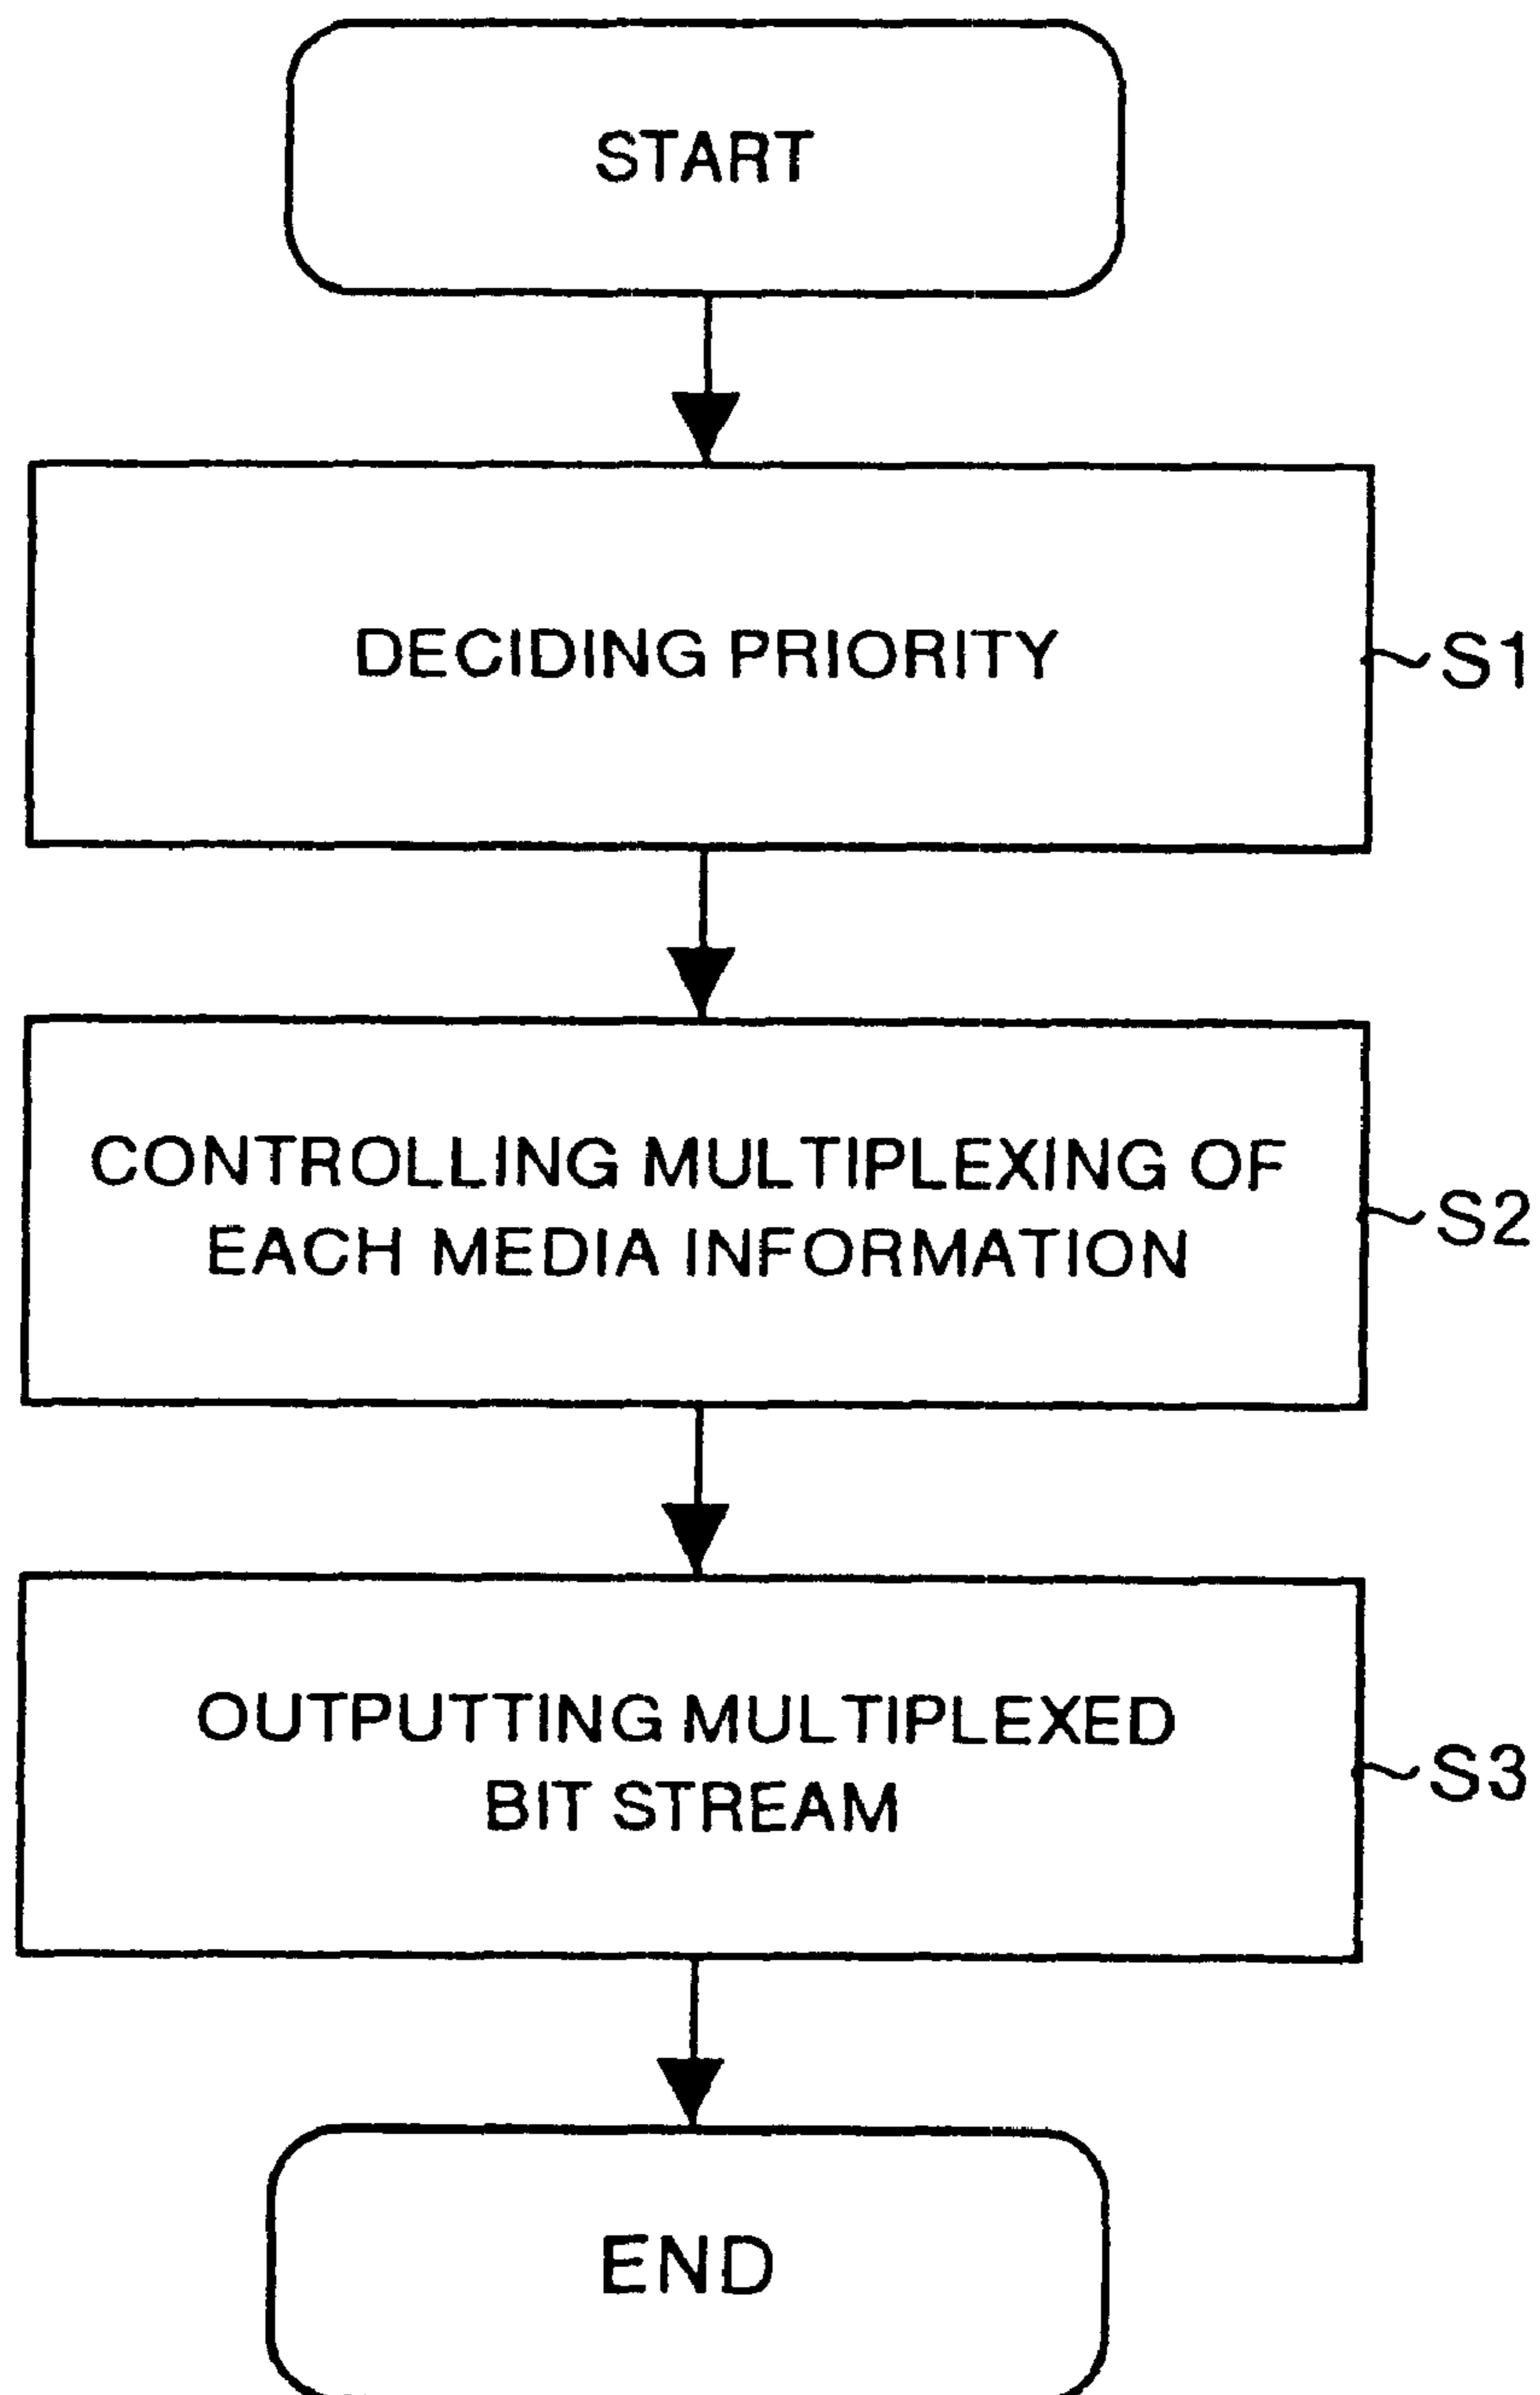 START
DECIDING PRIORITY
S1
CONTROLLING MULTIPLEXING OF
EACH MEDIA INFORMATION
S2
OUTPUTTING MULTIPLEXED
BIT STREAM
S3
END